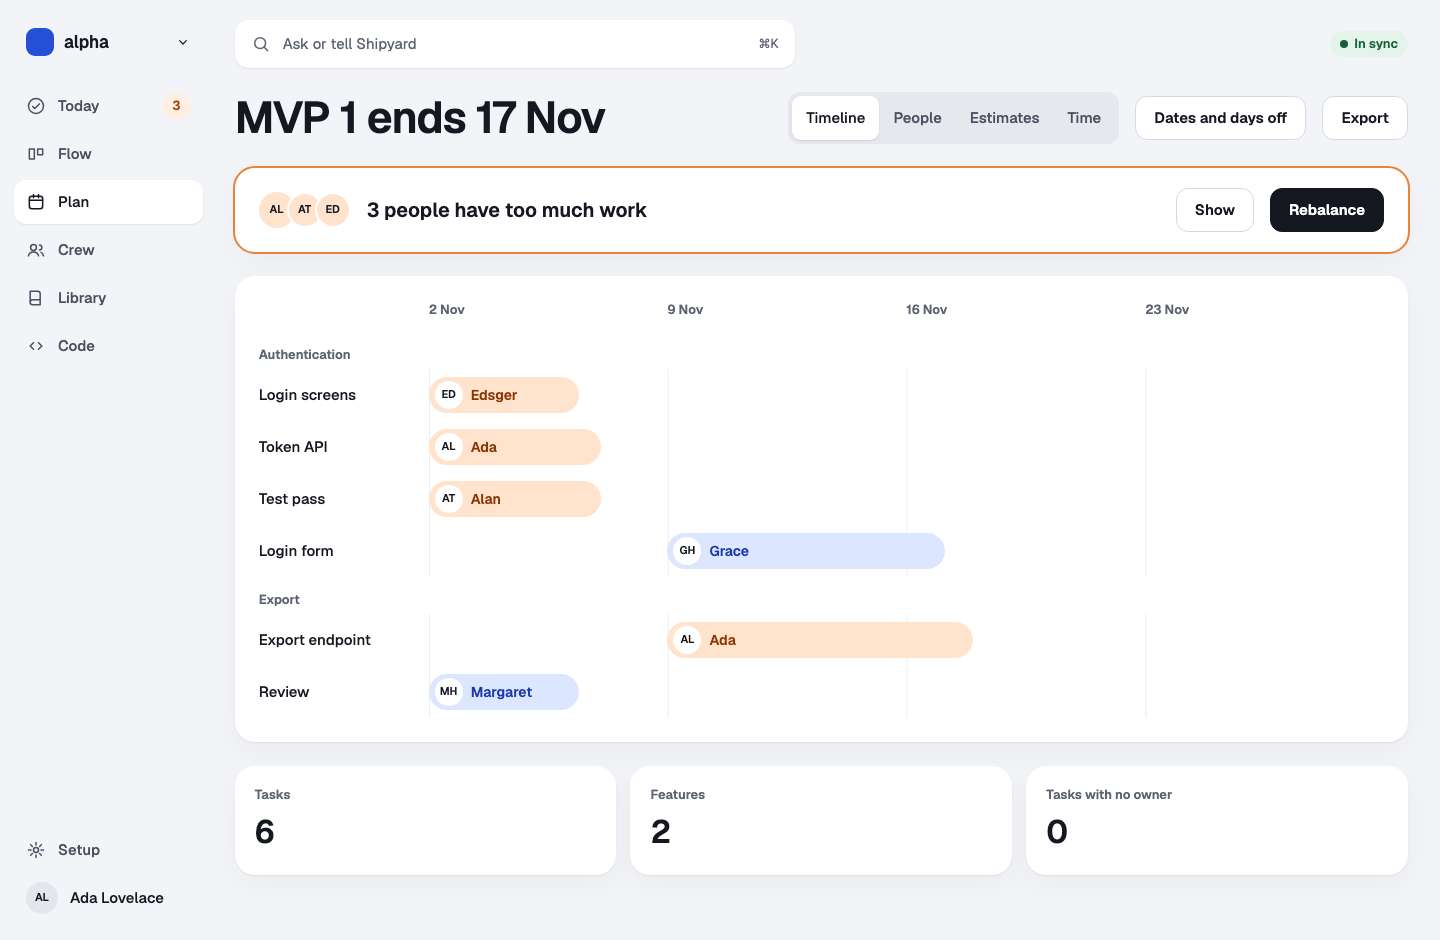 alpha
Ask or tell Shipyard
⌘K
In sync
Today
3
Flow
Plan
Crew
Library
Code
Setup
AL
Ada Lovelace
MVP 1 ends 17 Nov
Timeline
People
Estimates
Time
Dates and days off
Export
AL
AT
ED
3 people have too much work
Show
Rebalance
2 Nov
9 Nov
16 Nov
23 Nov
Authentication
Login screens
ED
Edsger
Token API
AL
Ada
Test pass
AT
Alan
Login form
GH
Grace
Export
Export endpoint
AL
Ada
Review
MH
Margaret
Tasks
6
Features
2
Tasks with no owner
0